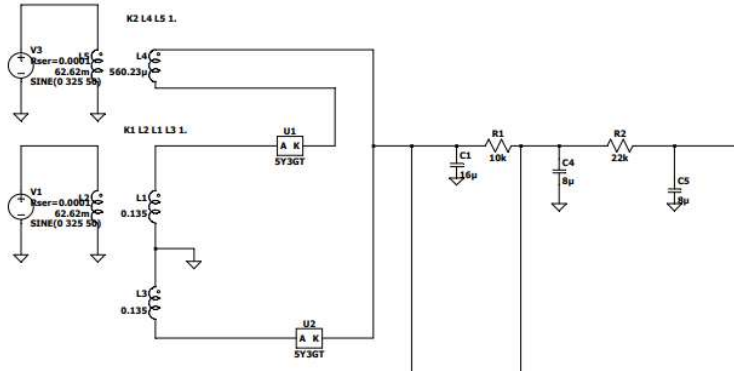 K2 L4 L5 1.
V3
Rser=0.0001
62.62m
SINE(0 325 50)
L5
L4
560.23µ
K1 L2 L1 L3 1.
U1
A K
5Y3GT
V1
Rser=0.0001
62.62m
SINE(0 325 50)
L2
L1
0.135
L3
0.135
U2
A K
5Y3GT
C1
16µ
R1
10k
C4
8µ
R2
22k
C5
8µ